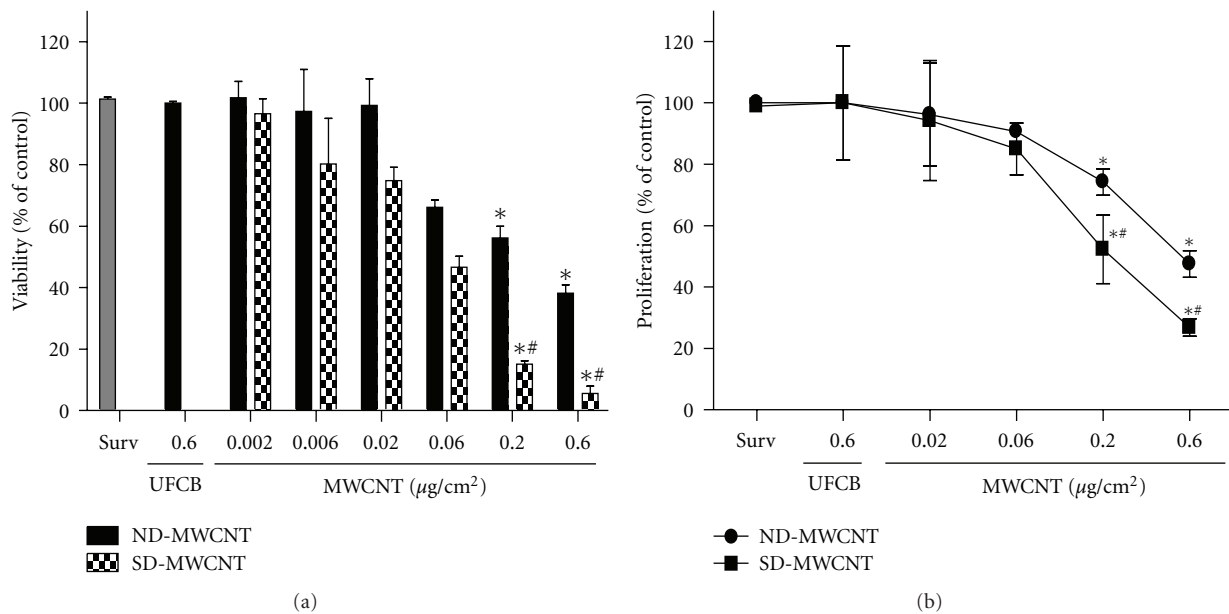 120
100
80
60
40
20
0
Viability (% of control)
*
*
*#
*#
Surv 0.6 0.002 0.006 0.02 0.06 0.2 0.6
UFCB MWCNT (μg/cm²)
ND-MWCNT
SD-MWCNT
(a)
120
100
80
60
40
20
0
Proliferation (% of control)
*
*#
*
*#
Surv 0.6 0.02 0.06 0.2 0.6
UFCB MWCNT (μg/cm²)
ND-MWCNT
SD-MWCNT
(b)